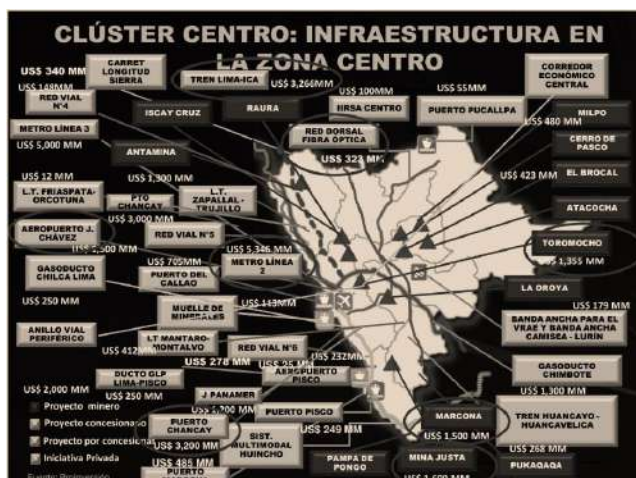 CLÚSTER CENTRO: INFRAESTRUCTURA EN
LA ZONA CENTRO
US$ 340 MM
CARRET
LONGITUD
SIERRA
TREN LIMA-ICA
US$ 3,266MM
CORREDOR
ECONÓMICO
CENTRAL
US$ 148MM
RED VIAL
N°4
ISCAY CRUZ
RAURA
US$ 100MM
IIRSA CENTRO
US$ 55MM
PUERTO PUCALLPA
MILPO
US$ 480 MM
METRO LÍNEA 3
US$ 5,000 MM
ANTAMINA
RED DORSAL
FIBRA ÓPTICA
US$ 322 MM
CERRO DE
PASCO
US$ 423 MM
EL BROCAL
US$ 12 MM
US$ 1,300 MM
L.T. FRIASPATA-
ORCOTUNA
PTO
CHANCAY
L.T.
ZAPALLAL-
TRUJILLO
ATACOCHA
US$ 3,000 MM
AEROPUERTO J.
CHÁVEZ
RED VIAL N°5
US$ 5,346 MM
TOROMOCHO
US$ 1,355 MM
GASODUCTO
CHILCA LIMA
US$ 705MM
PUERTO DEL
CALLAO
METRO LÍNEA
2
LA OROYA
US$ 250 MM
MUELLE DE
MINERALES
US$ 113MM
US$ 179 MM
ANILLO VIAL
PERIFÉRICO
LT MANTARO-
MONTALVO
RED VIAL N°6
BANDA ANCHA PARA EL
VRAE Y BANDA ANCHA
CAMISEA - LURÍN
US$ 412MM
US$ 278 MM
US$ 232MM
DUCTO GLP
LIMA-PISCO
AEROPUERTO
PISCO
GASODUCTO
CHIMBOTE
US$ 2,000 MM
US$ 250 MM
J PANAMER
US$ 1,300 MM
Proyecto minero
PUERTO PISCO
Proyecto concesionado
PUERTO
CHANCAY
US$ 249 MM
MARCONA
TREN HUANCAYO -
HUANCAVELICA
Proyecto por concesionar
US$ 3,200 MM
SIST.
MULTIMODAL
HUINCHO
US$ 1,500 MM
US$ 268 MM
Iniciativa Privada
US$ 485 MM
PAMPA DE
PONGO
MINA JUSTA
PUKAQAQA
PUERTO